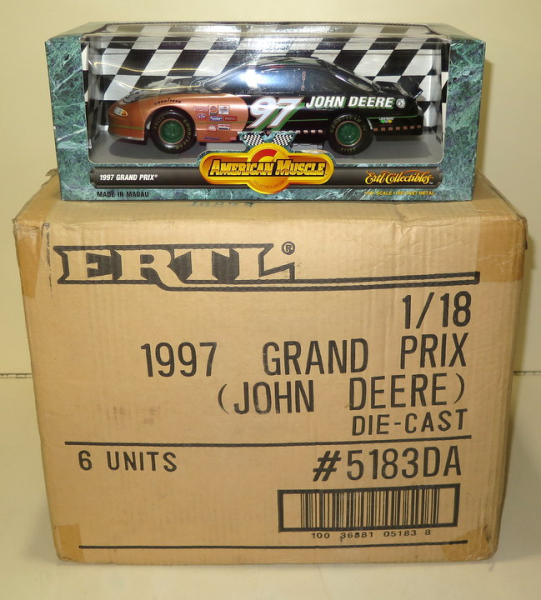 97 JOHN DEERE
AMERICAN MUSCLE
1997 GRAND PRIX
Ertl Collectibles
MADE IN MACAU
ERTL®
1/18
1997 GRAND PRIX
(JOHN DEERE)
DIE-CAST
6 UNITS #5183DA
100 36881 05183 8